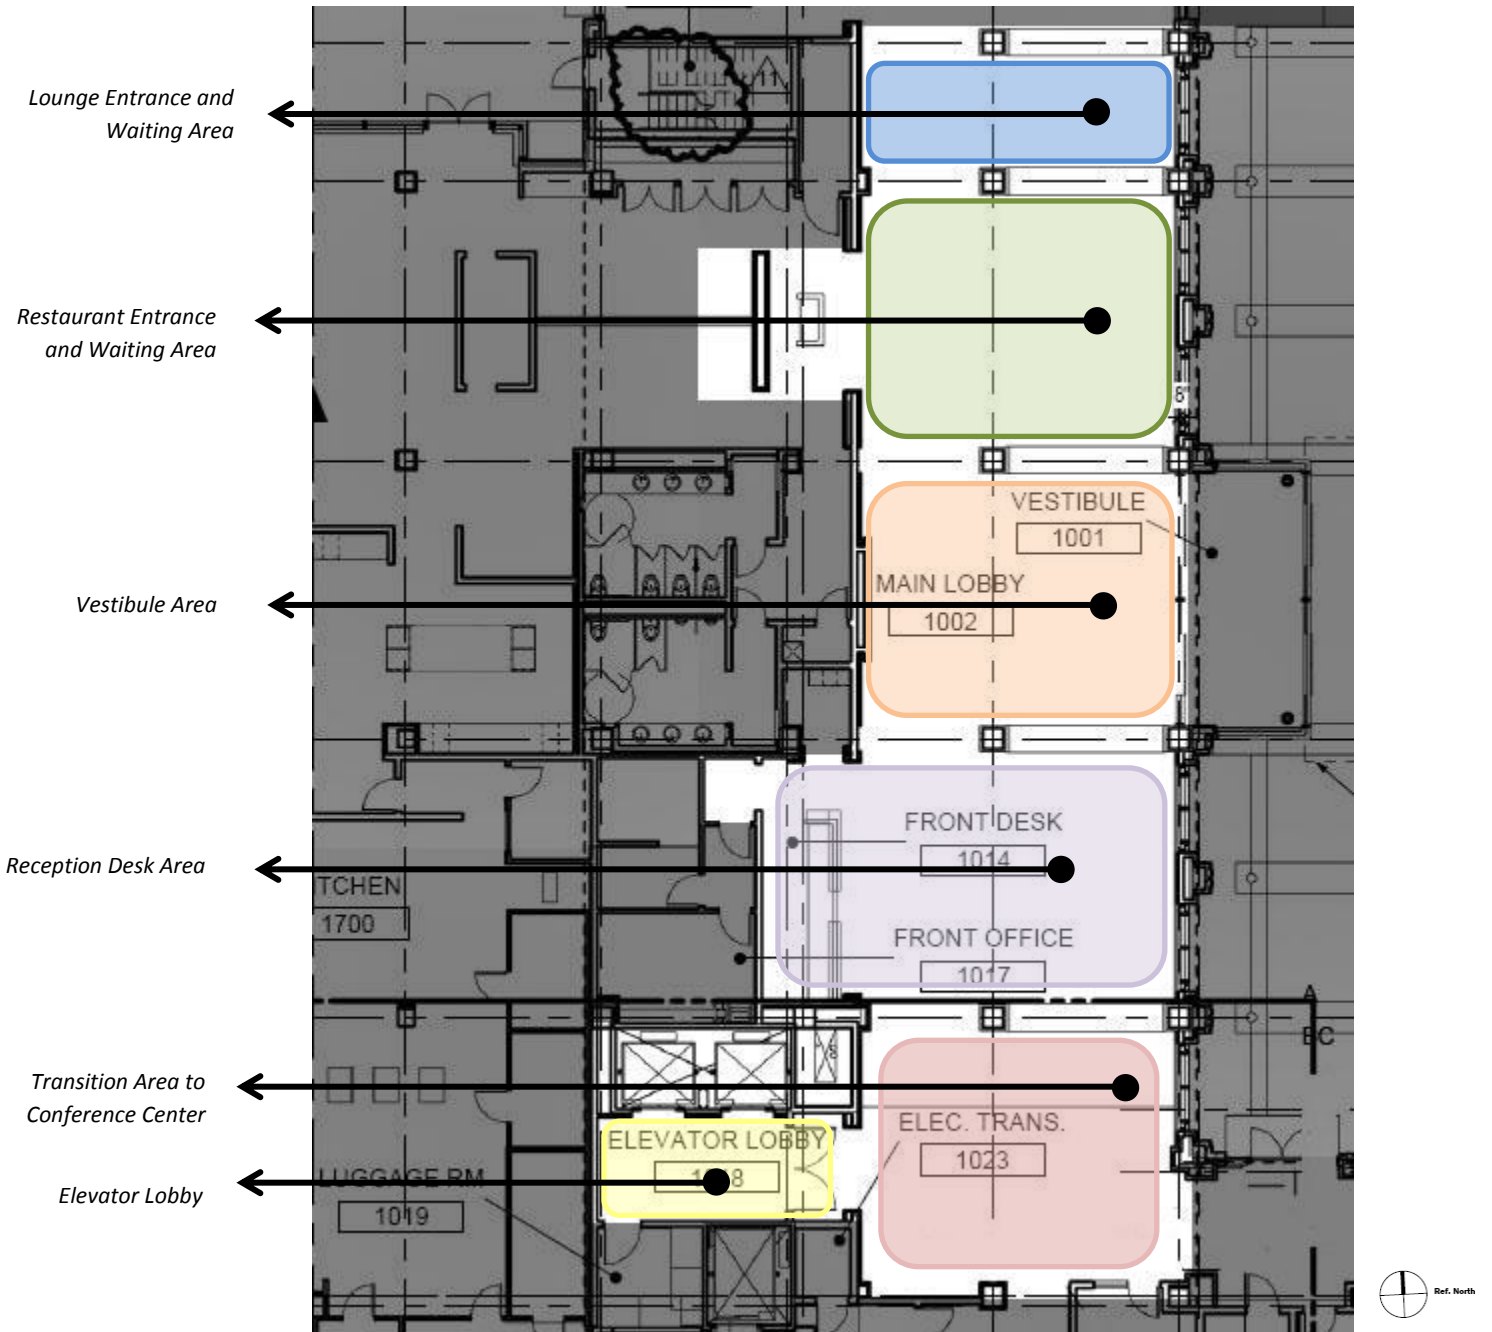 Lounge Entrance and
Waiting Area
Restaurant Entrance
and Waiting Area
8"
VESTIBULE
1001
MAIN LOBBY
1002
Vestibule Area
FRONT DESK
1014
Reception Desk Area
TCHEN
1700
FRONT OFFICE
1017
Transition Area to
Conference Center
ELEC. TRANS.
1023
ELEVATOR LOBBY
1018
Elevator Lobby
LUGGAGE RM
1019
Ref. North